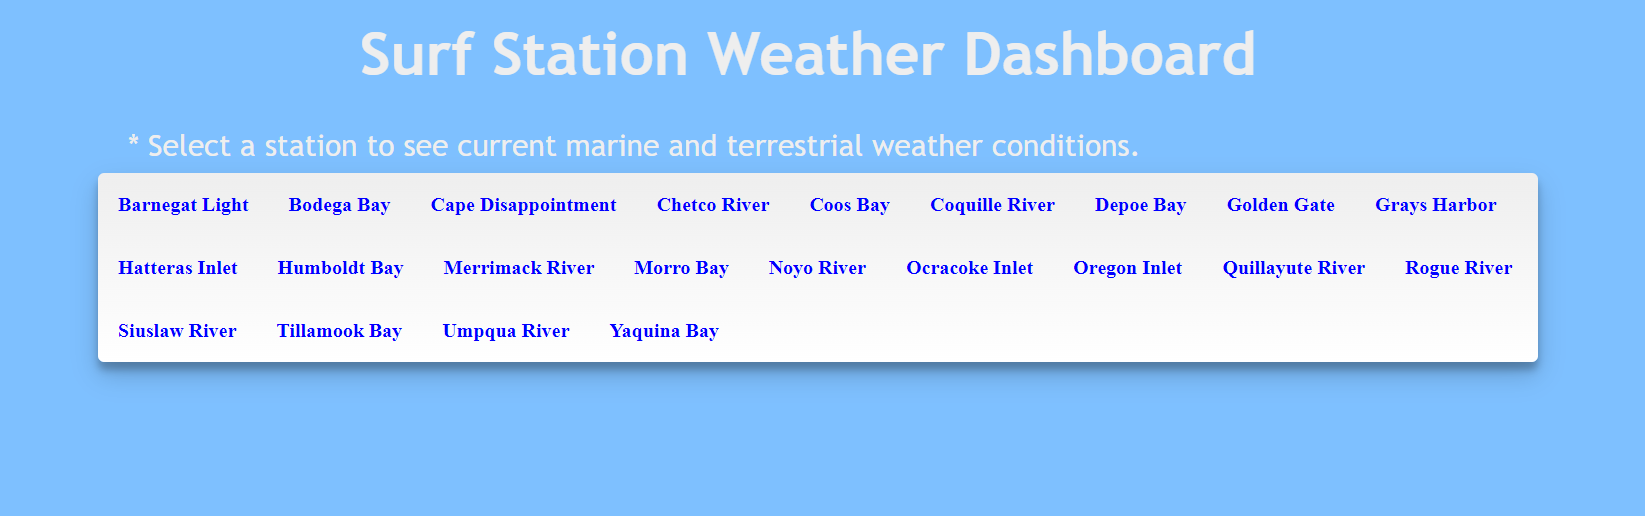 Surf Station Weather Dashboard
* Select a station to see current marine and terrestrial weather conditions.
Barnegat Light Bodega Bay Cape Disappointment Chetco River Coos Bay Coquille River Depoe Bay Golden Gate Grays Harbor
Hatteras Inlet Humboldt Bay Merrimack River Morro Bay Noyo River Ocracoke Inlet Oregon Inlet Quillayute River Rogue River
Siuslaw River Tillamook Bay Umpqua River Yaquina Bay